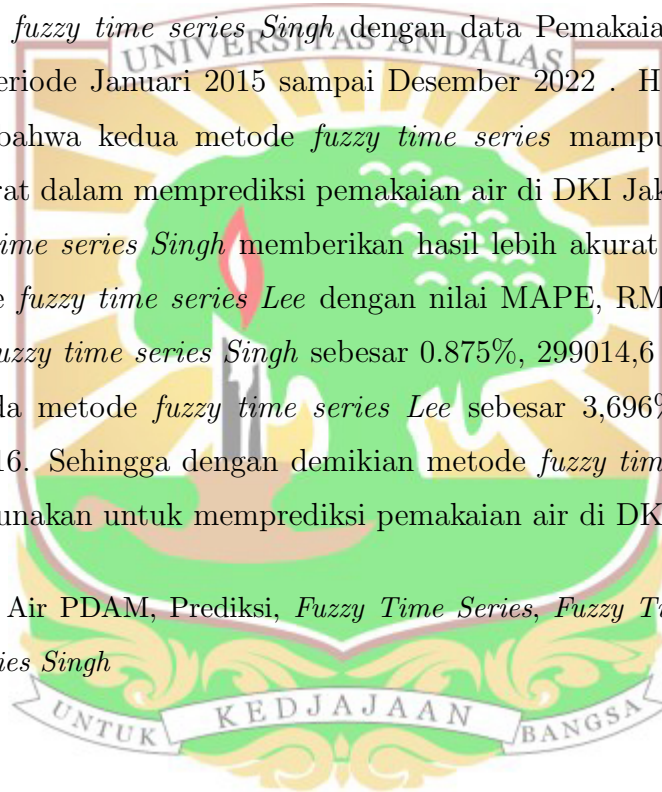 fuzzy time series Singh dengan data Pemakaia
UNIVERSITAS ANDALAS
eriode Januari 2015 sampai Desember 2022 . H
bahwa kedua metode fuzzy time series mampu
rat dalam memprediksi pemakaian air di DKI Jak
ime series Singh memberikan hasil lebih akurat
e fuzzy time series Lee dengan nilai MAPE, RM
fuzzy time series Singh sebesar 0.875%, 299014,6
da metode fuzzy time series Lee sebesar 3,696%
16. Sehingga dengan demikian metode fuzzy tim
unakan untuk memprediksi pemakaian air di DK
Air PDAM, Prediksi, Fuzzy Time Series, Fuzzy Ti
ies Singh
UNTUK KEDJAJAAN BANGSA